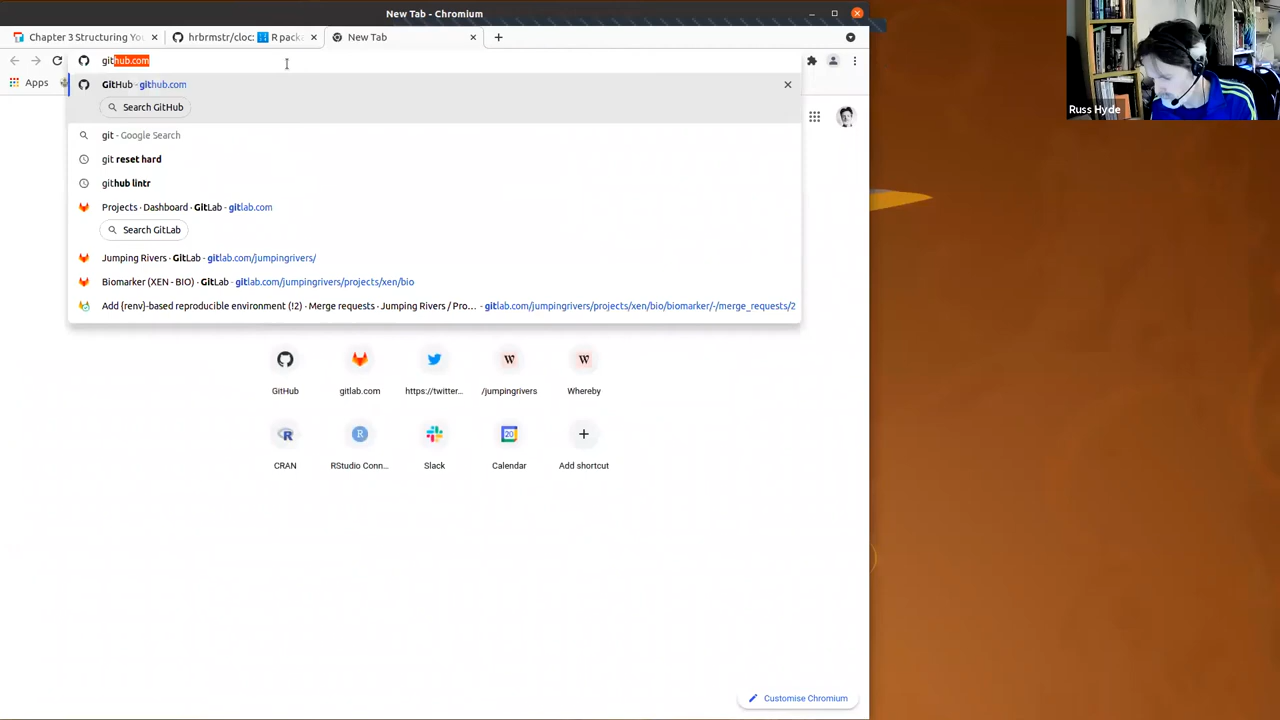 New Tab - Chromium
Chapter 3 Structuring Yo
hrbrmstr/cloc: R packa
New Tab
github.com
Apps
GitHub - github.com
Search GitHub
git - Google Search
git reset hard
github lintr
Projects · Dashboard · GitLab - gitlab.com
Search GitLab
Jumping Rivers · GitLab - gitlab.com/jumpingrivers/
Biomarker (XEN - BIO) · GitLab - gitlab.com/jumpingrivers/projects/xen/bio
Add {renv}-based reproducible environment (!2) · Merge requests · Jumping Rivers / Pro... - gitlab.com/jumpingrivers/projects/xen/bio/biomarker/-/merge_requests/2
GitHub
gitlab.com
https://twitter...
/jumpingrivers
Whereby
CRAN
RStudio Conn...
Slack
Calendar
Add shortcut
Customise Chromium
Russ Hyde